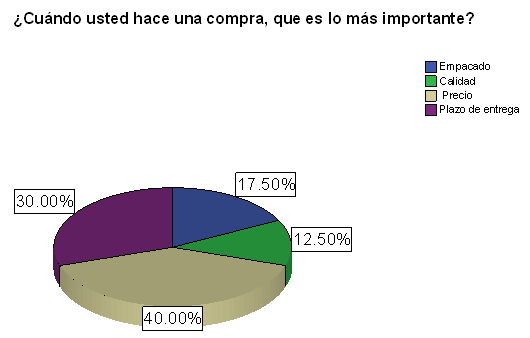 ¿Cuándo usted hace una compra, que es lo más importante?
Empacado
Calidad
Precio
Plazo de entrega
17.50%
30.00%
12.50%
40.00%